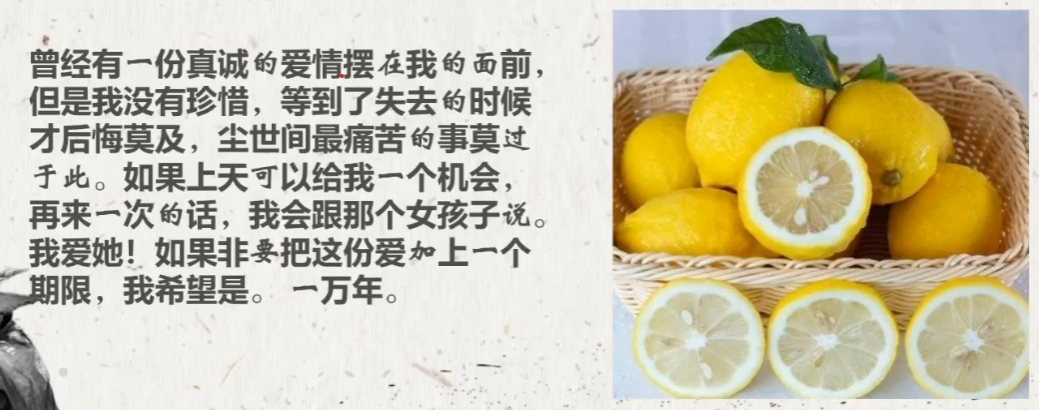 曾经有一份真诚的爱情摆在我的面前，
但是我没有珍惜，等到了失去的时候
才后悔莫及，尘世间最痛苦的事莫过
于此。如果上天可以给我一个机会，
再来一次的话，我会跟那个女孩子说。
我爱她！如果非要把这份爱加上一个
期限，我希望是。 一万年。